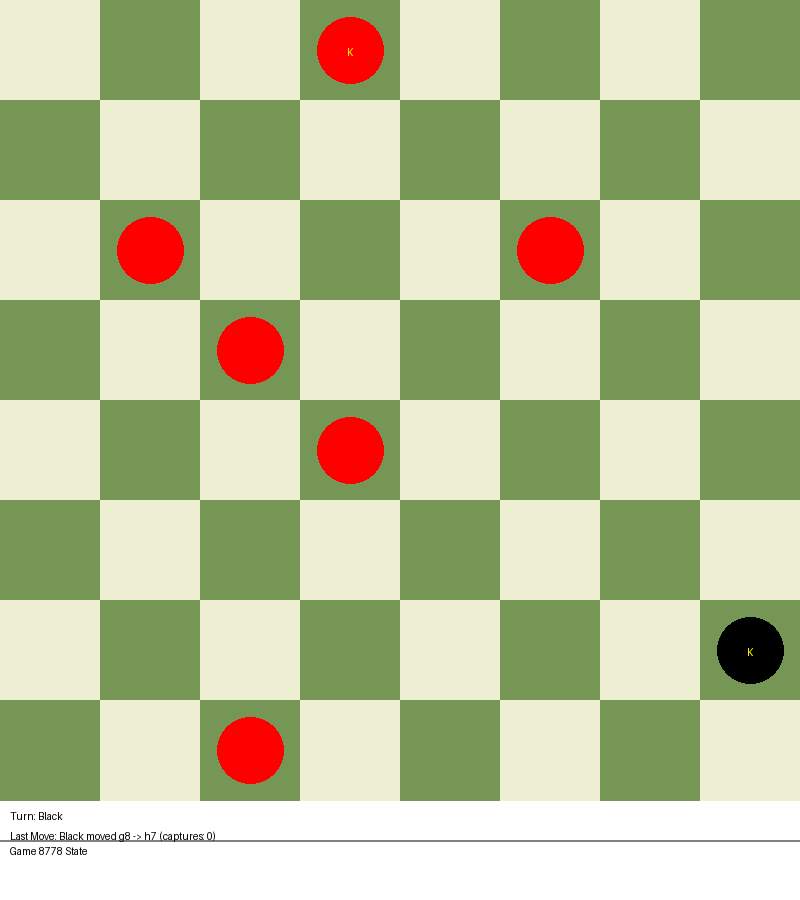 K
K
Turn: Black
Last Move: Black moved g8 -> h7 (captures: 0)
Game 8778 State